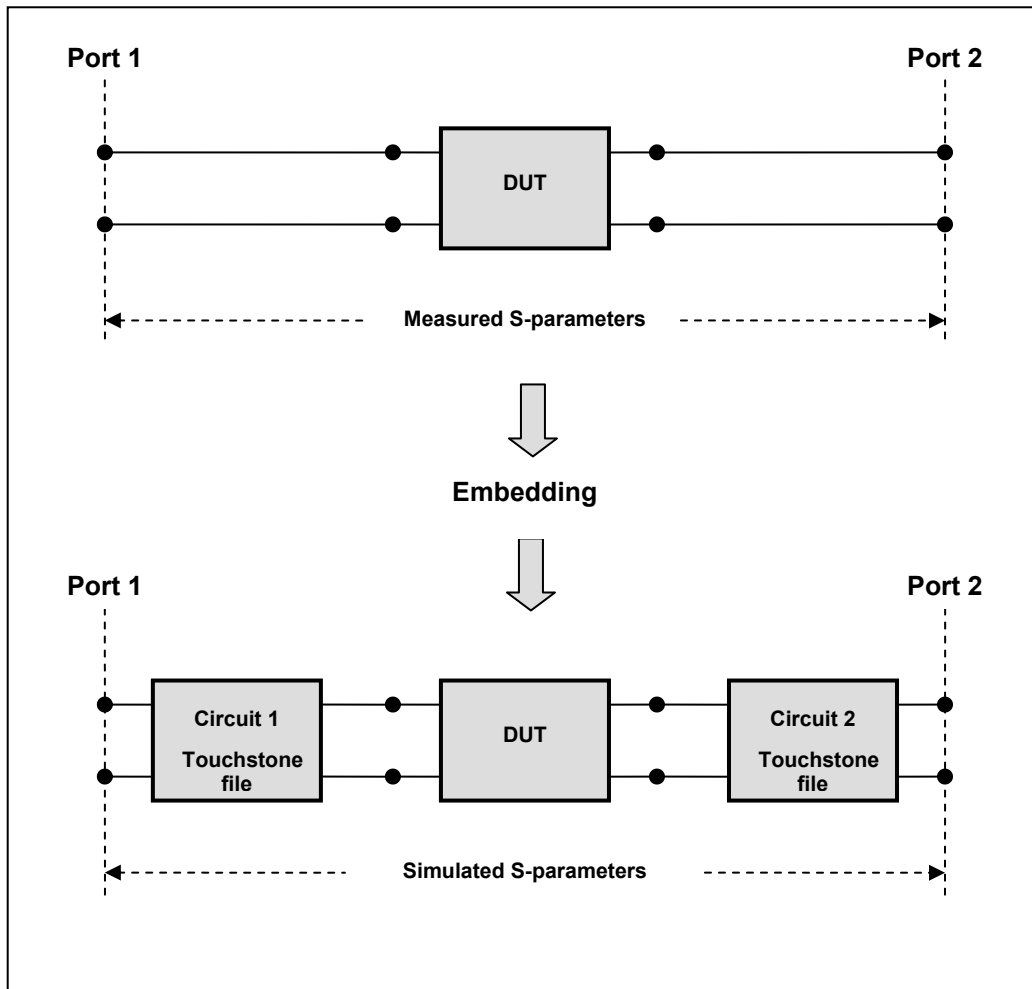 Port 1
Port 2
DUT
Measured S-parameters
Embedding
Port 1
Port 2
Circuit 1
Touchstone
file
DUT
Circuit 2
Touchstone
file
Simulated S-parameters